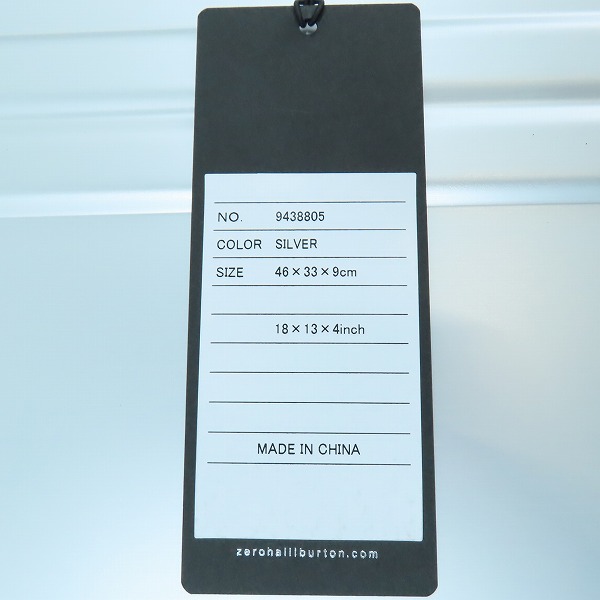 NO. 9438805
COLOR SILVER
SIZE 46×33×9cm
18×13×4inch
MADE IN CHINA
zerohalliburton.com